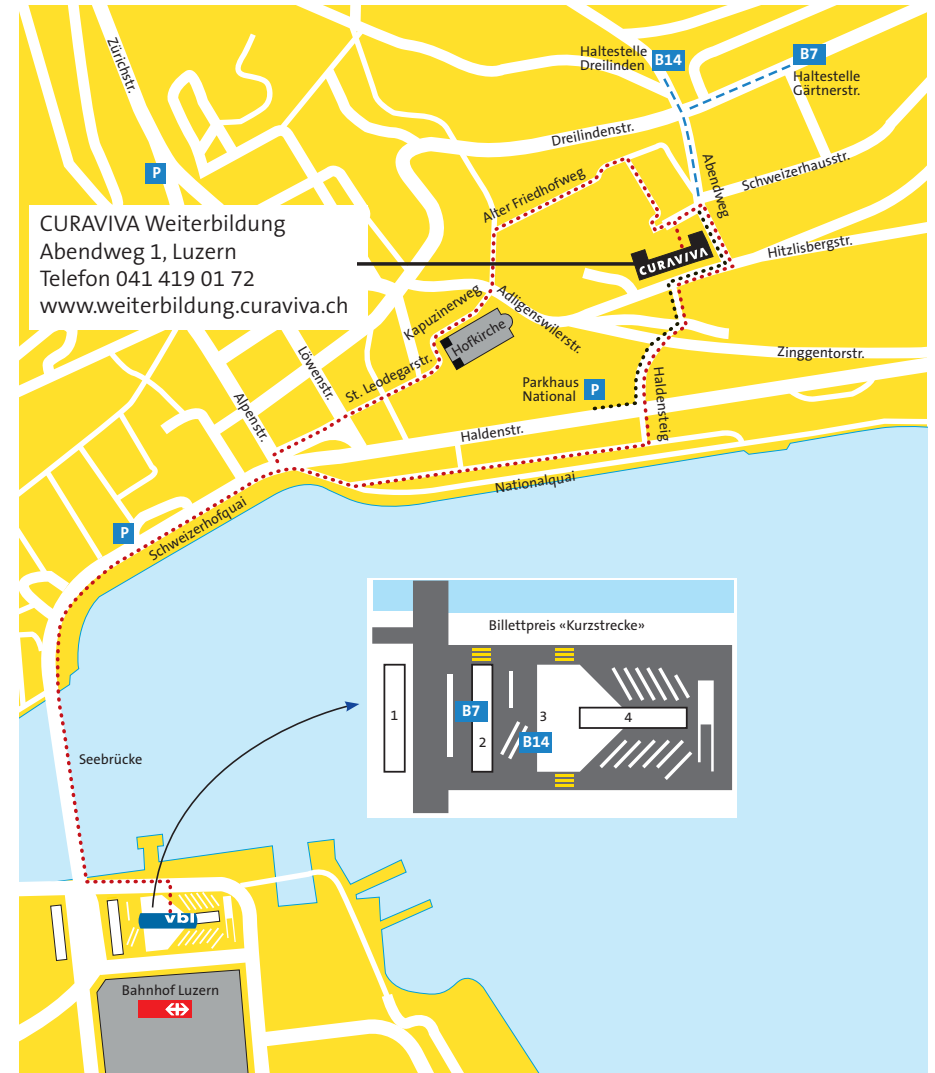 Zürichstr.
Haltestelle
Dreilinden
B14
B7
Haltestelle
Gärtnerstr.
Dreilindenstr.
P
Abendweg
Schweizerhausstr.
Alter Friedhofweg
CURAVIVA Weiterbildung
Abendweg 1, Luzern
Telefon 041 419 01 72
www.weiterbildung.curaviva.ch
CURAVIVA
Hitzlisbergstr.
Kapuzinerweg
Adligenswilerstr.
Hofkirche
Löwenstr.
St. Leodegarstr.
Zinggentorstr.
Parkhaus
National
P
Alpenstr.
Haldensteig
Haldenstr.
Nationalquai
P
Schweizerhofquai
Billettpreis «Kurzstrecke»
1
B7
2
3
B14
4
Seebrücke
vbl
Bahnhof Luzern